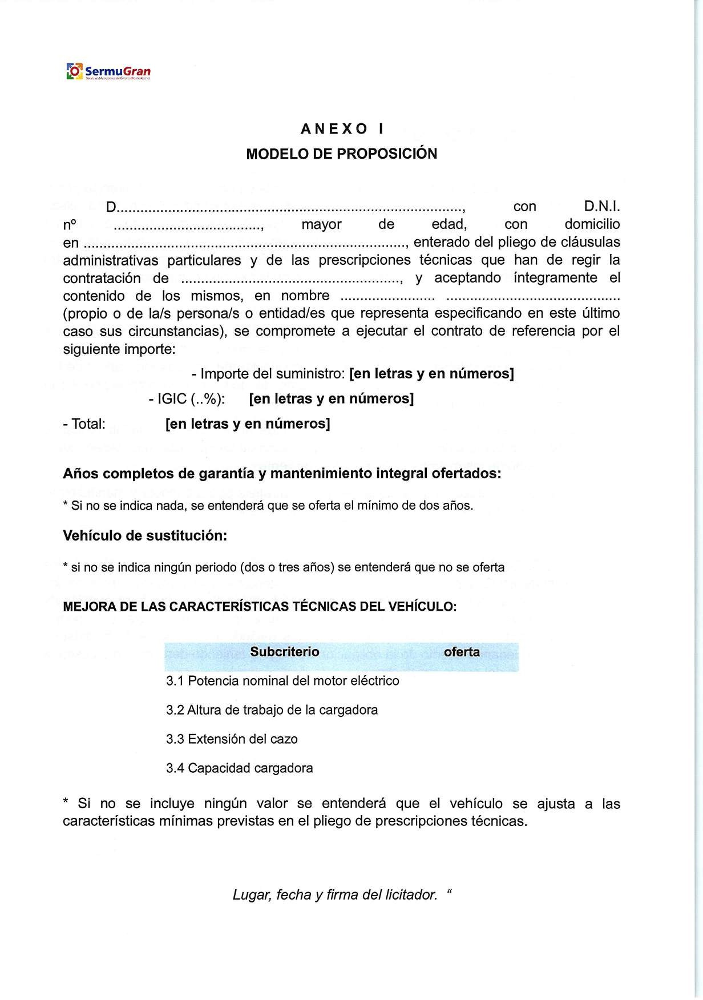 SermuGran
Servicios Municipales de Granadilla de Abona
A N E X O I
MODELO DE PROPOSICIÓN
D......................................................................................., con D.N.I.
nº ....................................., mayor de edad, con domicilio
en ................................................................................., enterado del pliego de cláusulas
administrativas particulares y de las prescripciones técnicas que han de regir la
contratación de ......................................................., y aceptando íntegramente el
contenido de los mismos, en nombre ........................ ............................................
(propio o de la/s persona/s o entidad/es que representa especificando en este último
caso sus circunstancias), se compromete a ejecutar el contrato de referencia por el
siguiente importe:
- Importe del suministro: [en letras y en números]
- IGIC (..%): [en letras y en números]
- Total: [en letras y en números]
Años completos de garantía y mantenimiento integral ofertados:
* Si no se indica nada, se entenderá que se oferta el mínimo de dos años.
Vehículo de sustitución:
* si no se indica ningún periodo (dos o tres años) se entenderá que no se oferta
MEJORA DE LAS CARACTERÍSTICAS TÉCNICAS DEL VEHÍCULO:
Subcriterio oferta
3.1 Potencia nominal del motor eléctrico
3.2 Altura de trabajo de la cargadora
3.3 Extensión del cazo
3.4 Capacidad cargadora
* Si no se incluye ningún valor se entenderá que el vehículo se ajusta a las
características mínimas previstas en el pliego de prescripciones técnicas.
Lugar, fecha y firma del licitador. “